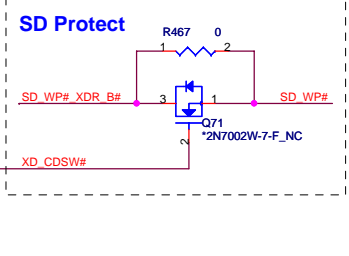 SD Protect
R467 0
1 2
SD_WP#_XDR_B# 3 1 SD_WP#
Q71
*2N7002W-7-F_NC
2
XD_CDSW#